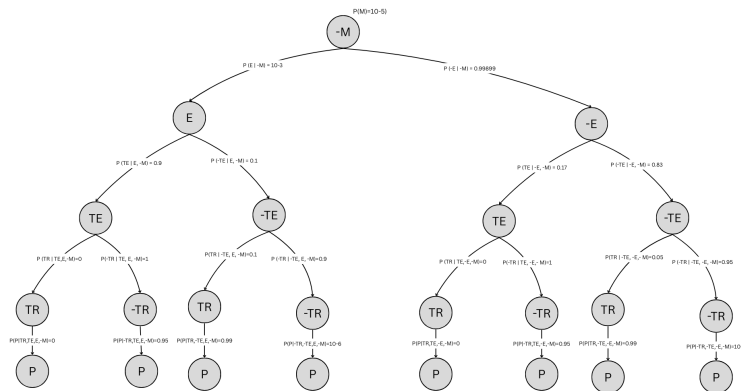 P(M)=10-5)
-M
P (E | -M) = 10-3
P (-E | -M) = 0.99899
E
-E
P (TE | E, -M) = 0.9
P (-TE | E, -M) = 0.1
P (TE | -E, -M) = 0.17
P (-TE | -E, -M) = 0.83
TE
-TE
TE
-TE
P (TR | TE,E,-M)=0
P(-TR | TE, E,-M)=1
P(TR | -TE, E,-M)=0.1
P (-TR | -TE, E,-M)=0.9
P (TR | TE,-E,-M)=0
P(-TR | TE, -E,-M)=1
P(TR | -TE, -E,-M)=0.05
P (-TR | -TE, -E,-M)=0.95
TR
-TR
TR
-TR
TR
-TR
TR
-TR
P(P|TR,TE,E,-M)=0
P(P|-TR,TE,E,-M)=0.95
P(P|TR,-TE,E,-M)=0.99
P(P|-TR,-TE,E,-M)=10-6
P(P|TR,TE,-E,-M)=0
P(P|-TR,TE,-E,-M)=0.95
P(P|TR,-TE,-E,-M)=0.99
P(P|-TR,-TE,-E,-M)=10
P
P
P
P
P
P
P
P